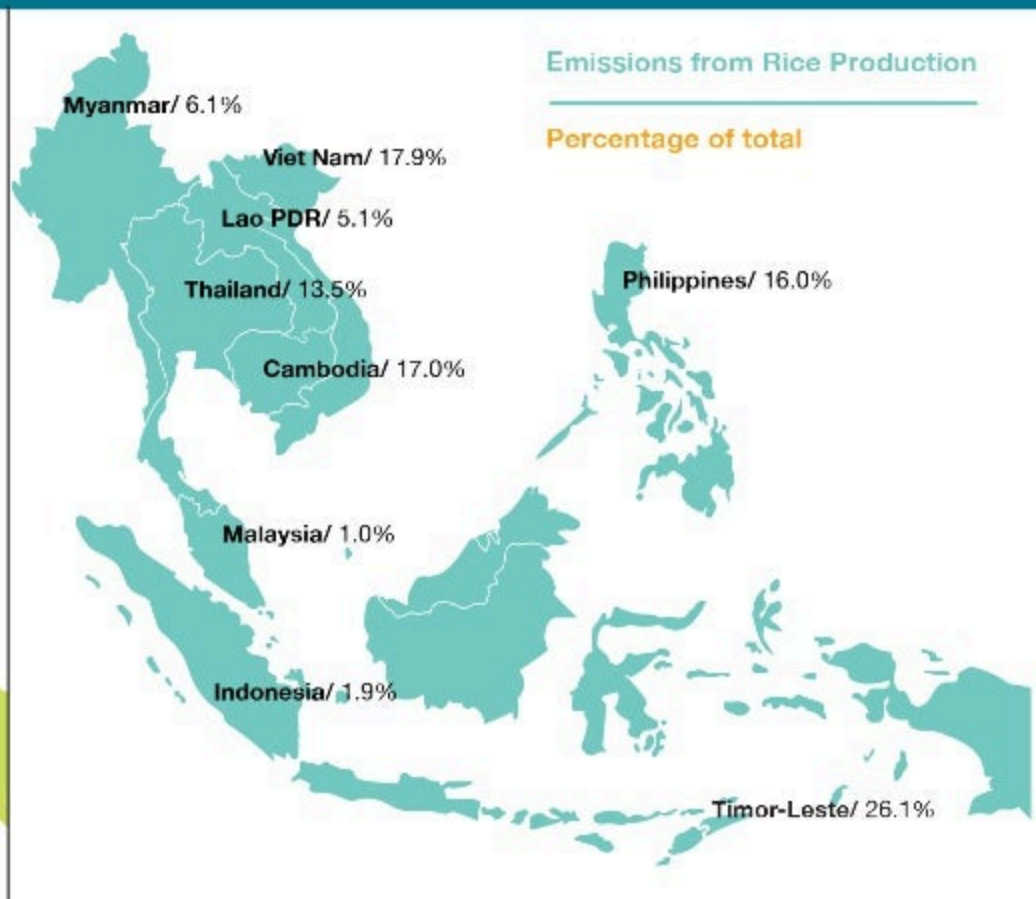 Emissions from Rice Production
Percentage of total
Myanmar/ 6.1%
Viet Nam/ 17.9%
Lao PDR/ 5.1%
Thailand/ 13.5%
Philippines/ 16.0%
Cambodia/ 17.0%
Malaysia/ 1.0%
Indonesia/ 1.9%
Timor-Leste/ 26.1%